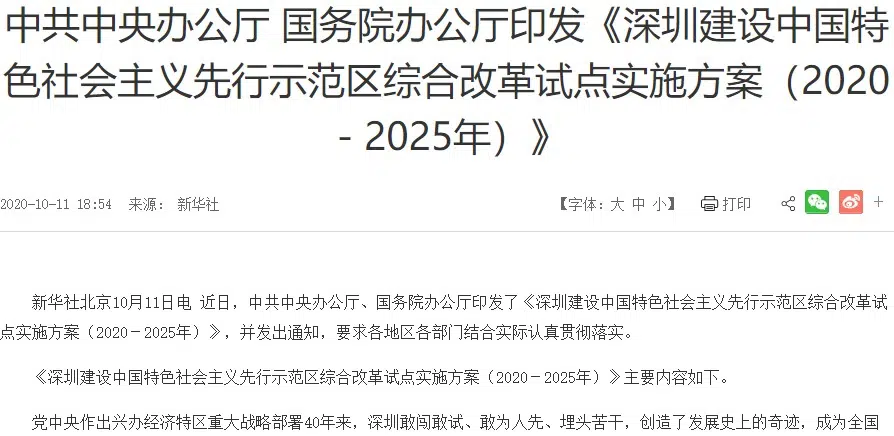 中共中央办公厅 国务院办公厅印发《深圳建设中国特
色社会主义先行示范区综合改革试点实施方案（2020
－2025年）》
2020-10-11 18:54 来源： 新华社 【字体：大 中 小】 打印
新华社北京10月11日电 近日，中共中央办公厅、国务院办公厅印发了《深圳建设中国特色社会主义先行示范区综合改革试
点实施方案（2020－2025年）》，并发出通知，要求各地区各部门结合实际认真贯彻落实。
《深圳建设中国特色社会主义先行示范区综合改革试点实施方案（2020－2025年）》主要内容如下。
党中央作出兴办经济特区重大战略部署40年来，深圳敢闯敢试、敢为人先、埋头苦干，创造了发展史上的奇迹，成为全国